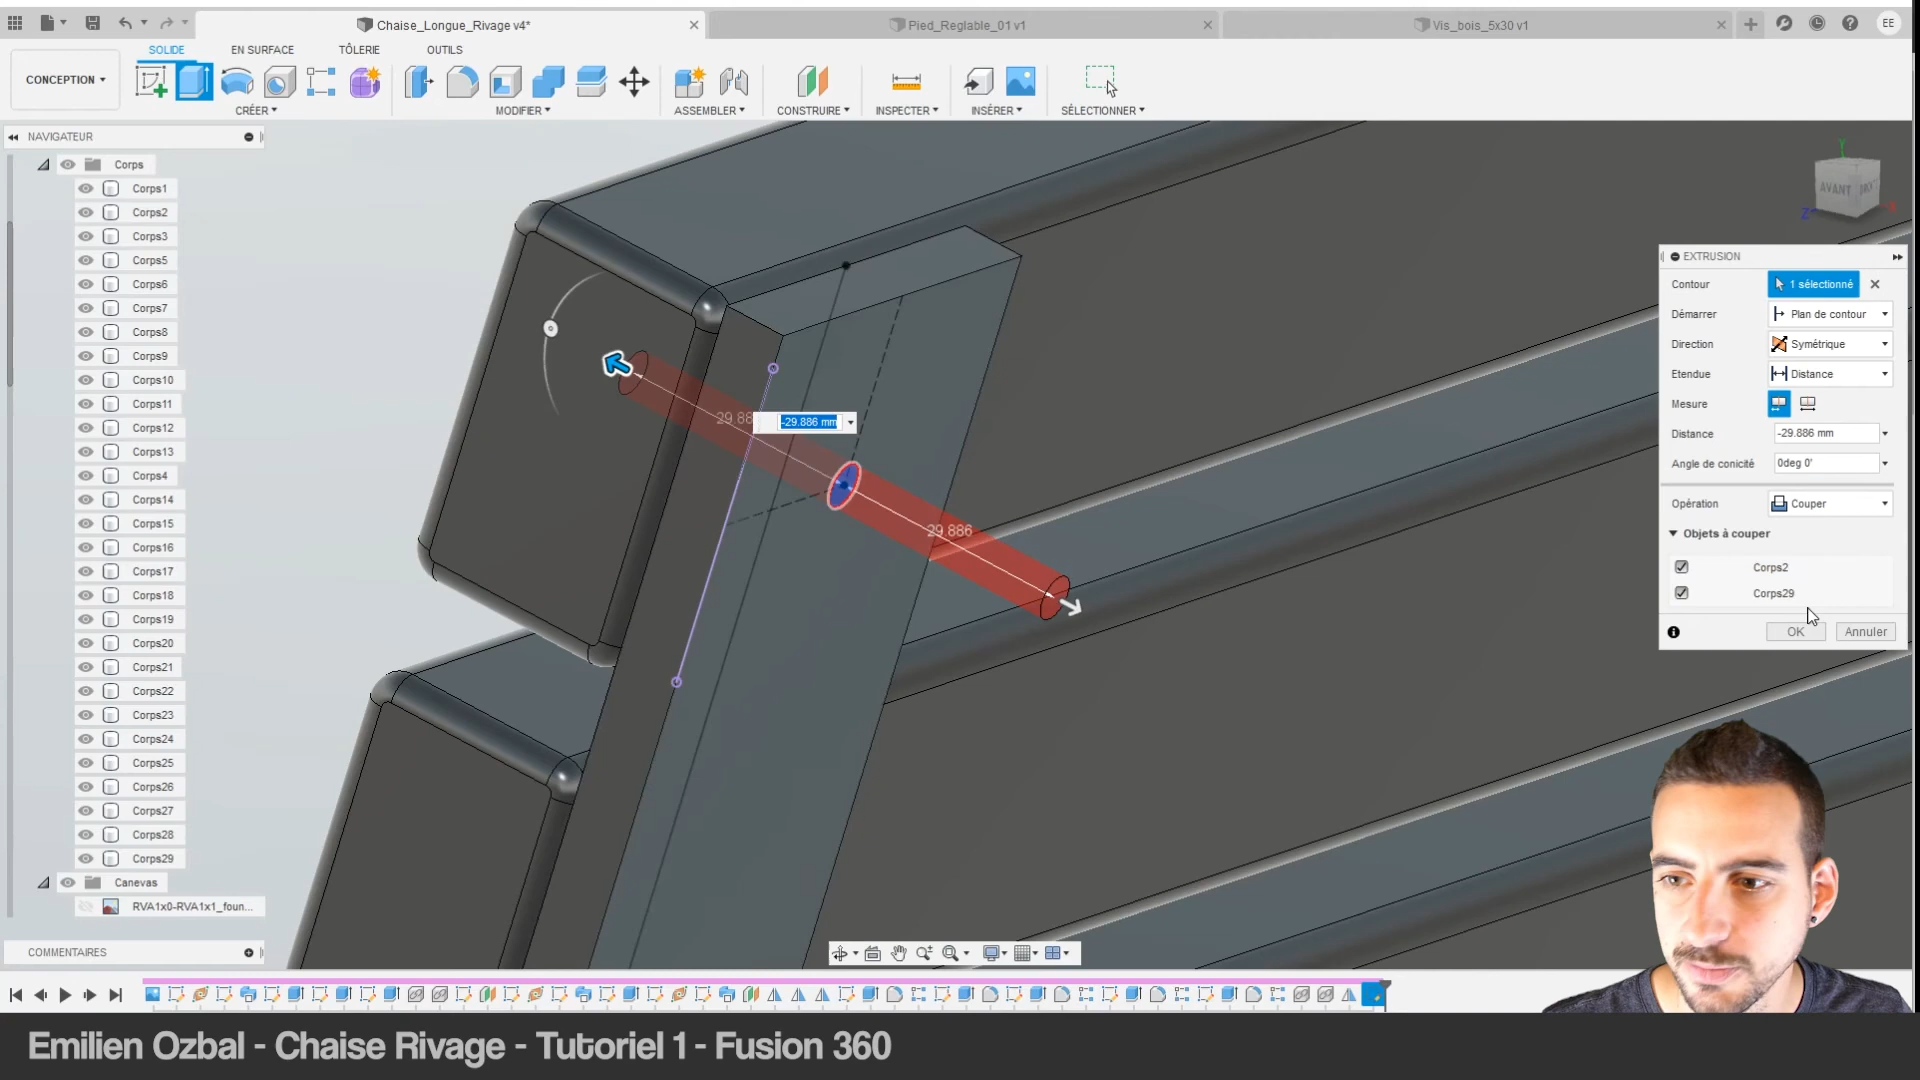 Chaise_Longue_Rivage v4*
Pied_Reglable_01 v1
Vis_bois_5x30 v1
EE
SOLIDE
EN SURFACE
TÔLERIE
OUTILS
CONCEPTION
CRÉER
MODIFIER
ASSEMBLER
CONSTRUIRE
INSPECTER
INSÉRER
SÉLECTIONNER
NAVIGATEUR
Corps
Corps1
Corps2
Corps3
Corps5
Corps6
Corps7
Corps8
Corps9
Corps10
Corps11
Corps12
Corps13
Corps4
Corps14
Corps15
Corps16
Corps17
Corps18
Corps19
Corps20
Corps21
Corps22
Corps23
Corps24
Corps25
Corps26
Corps27
Corps28
Corps29
Canevas
RVA1x0-RVA1x1_foun...
COMMENTAIRES
29.88
-29.886 mm
29.886
Y
AVANT
Z
X
EXTRUSION
Contour
1 sélectionné
Démarrer
Plan de contour
Direction
Symétrique
Etendue
Distance
Mesure
Distance
-29.886 mm
Angle de conicité
0deg 0'
Opération
Couper
Objets à couper
Corps2
Corps29
OK
Annuler
Emilien Ozbal - Chaise Rivage - Tutoriel 1 - Fusion 360